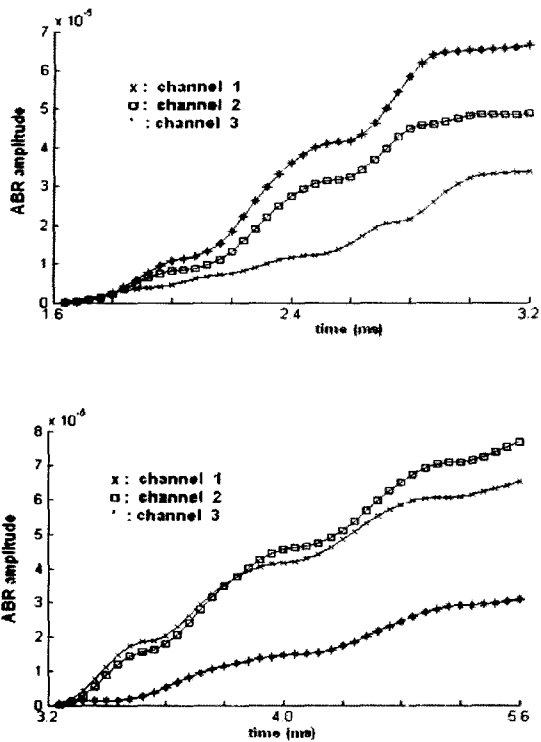 x 10⁻⁵
7
6
5
4
3
2
1
0
ABR amplitude
x : channel 1
□ : channel 2
* : channel 3
1.6
2.4
3.2
time (ms)
x 10⁻⁶
8
7
6
5
4
3
2
1
0
ABR amplitude
x : channel 1
□ : channel 2
* : channel 3
3.2
4.0
5.6
time (ms)